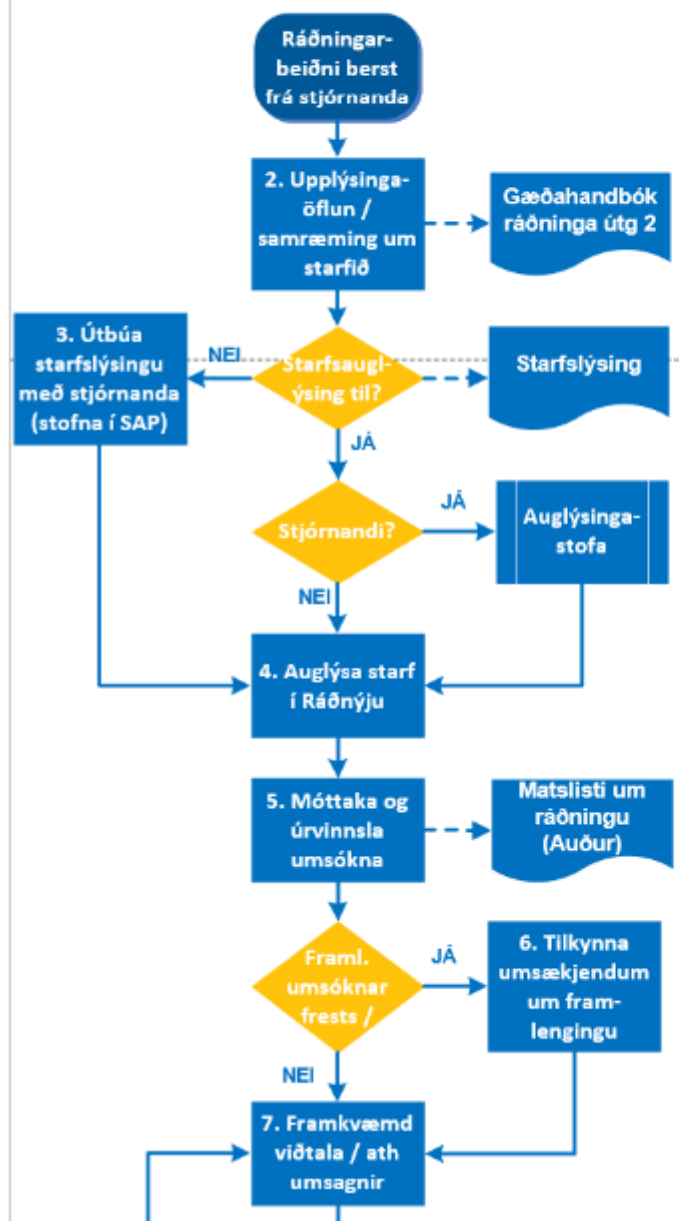 Ráðningar-
beiðni berst
frá stjórnanda
2. Upplýsinga-
öflun /
samræming um
starfið
Gæðahandbók
ráðninga útg 2
3. Útbúa
starfslýsingu
með stjórnanda
(stofna í SAP)
NEI
Starfsaugl-
ýsing til?
Starfslýsing
JÁ
Stjórnandi?
JÁ
Auglýsinga-
stofa
NEI
4. Auglýsa starf
í Ráðnýju
5. Móttaka og
úrvinnsla
umsókna
Matslisti um
ráðningu
(Auður)
Framl.
umsóknar
frests /
JÁ
6. Tilkynna
umsækjendum
um fram-
lengingu
NEI
7. Framkvæmd
viðtala / ath
umsagnir